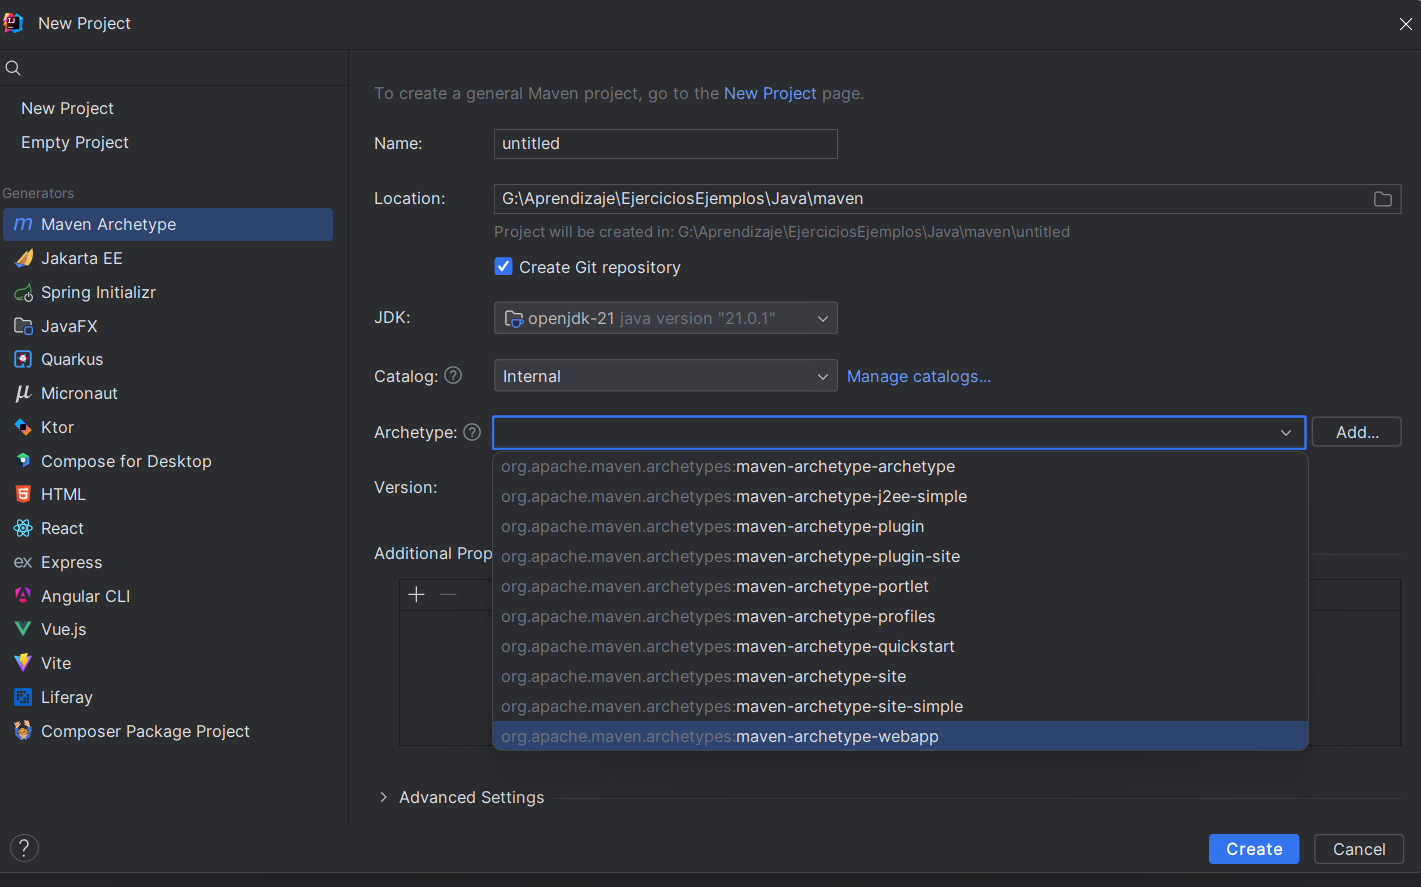 New Project
New Project
Empty Project
Generators
Maven Archetype
Jakarta EE
Spring Initializr
JavaFX
Quarkus
Micronaut
Ktor
Compose for Desktop
HTML
React
Express
Angular CLI
Vue.js
Vite
Liferay
Composer Package Project
To create a general Maven project, go to the New Project page.
Name: untitled
Location: G:\Aprendizaje\EjerciciosEjemplos\Java\maven
Project will be created in: G:\Aprendizaje\EjerciciosEjemplos\Java\maven\untitled
Create Git repository
JDK: openjdk-21 java version "21.0.1"
Catalog: ? Internal Manage catalogs...
Archetype: ? Add...
org.apache.maven.archetypes:maven-archetype-archetype
org.apache.maven.archetypes:maven-archetype-j2ee-simple
Version:
org.apache.maven.archetypes:maven-archetype-plugin
Additional Prop
org.apache.maven.archetypes:maven-archetype-plugin-site
org.apache.maven.archetypes:maven-archetype-portlet
org.apache.maven.archetypes:maven-archetype-profiles
org.apache.maven.archetypes:maven-archetype-quickstart
org.apache.maven.archetypes:maven-archetype-site
org.apache.maven.archetypes:maven-archetype-site-simple
org.apache.maven.archetypes:maven-archetype-webapp
Advanced Settings
? Create Cancel